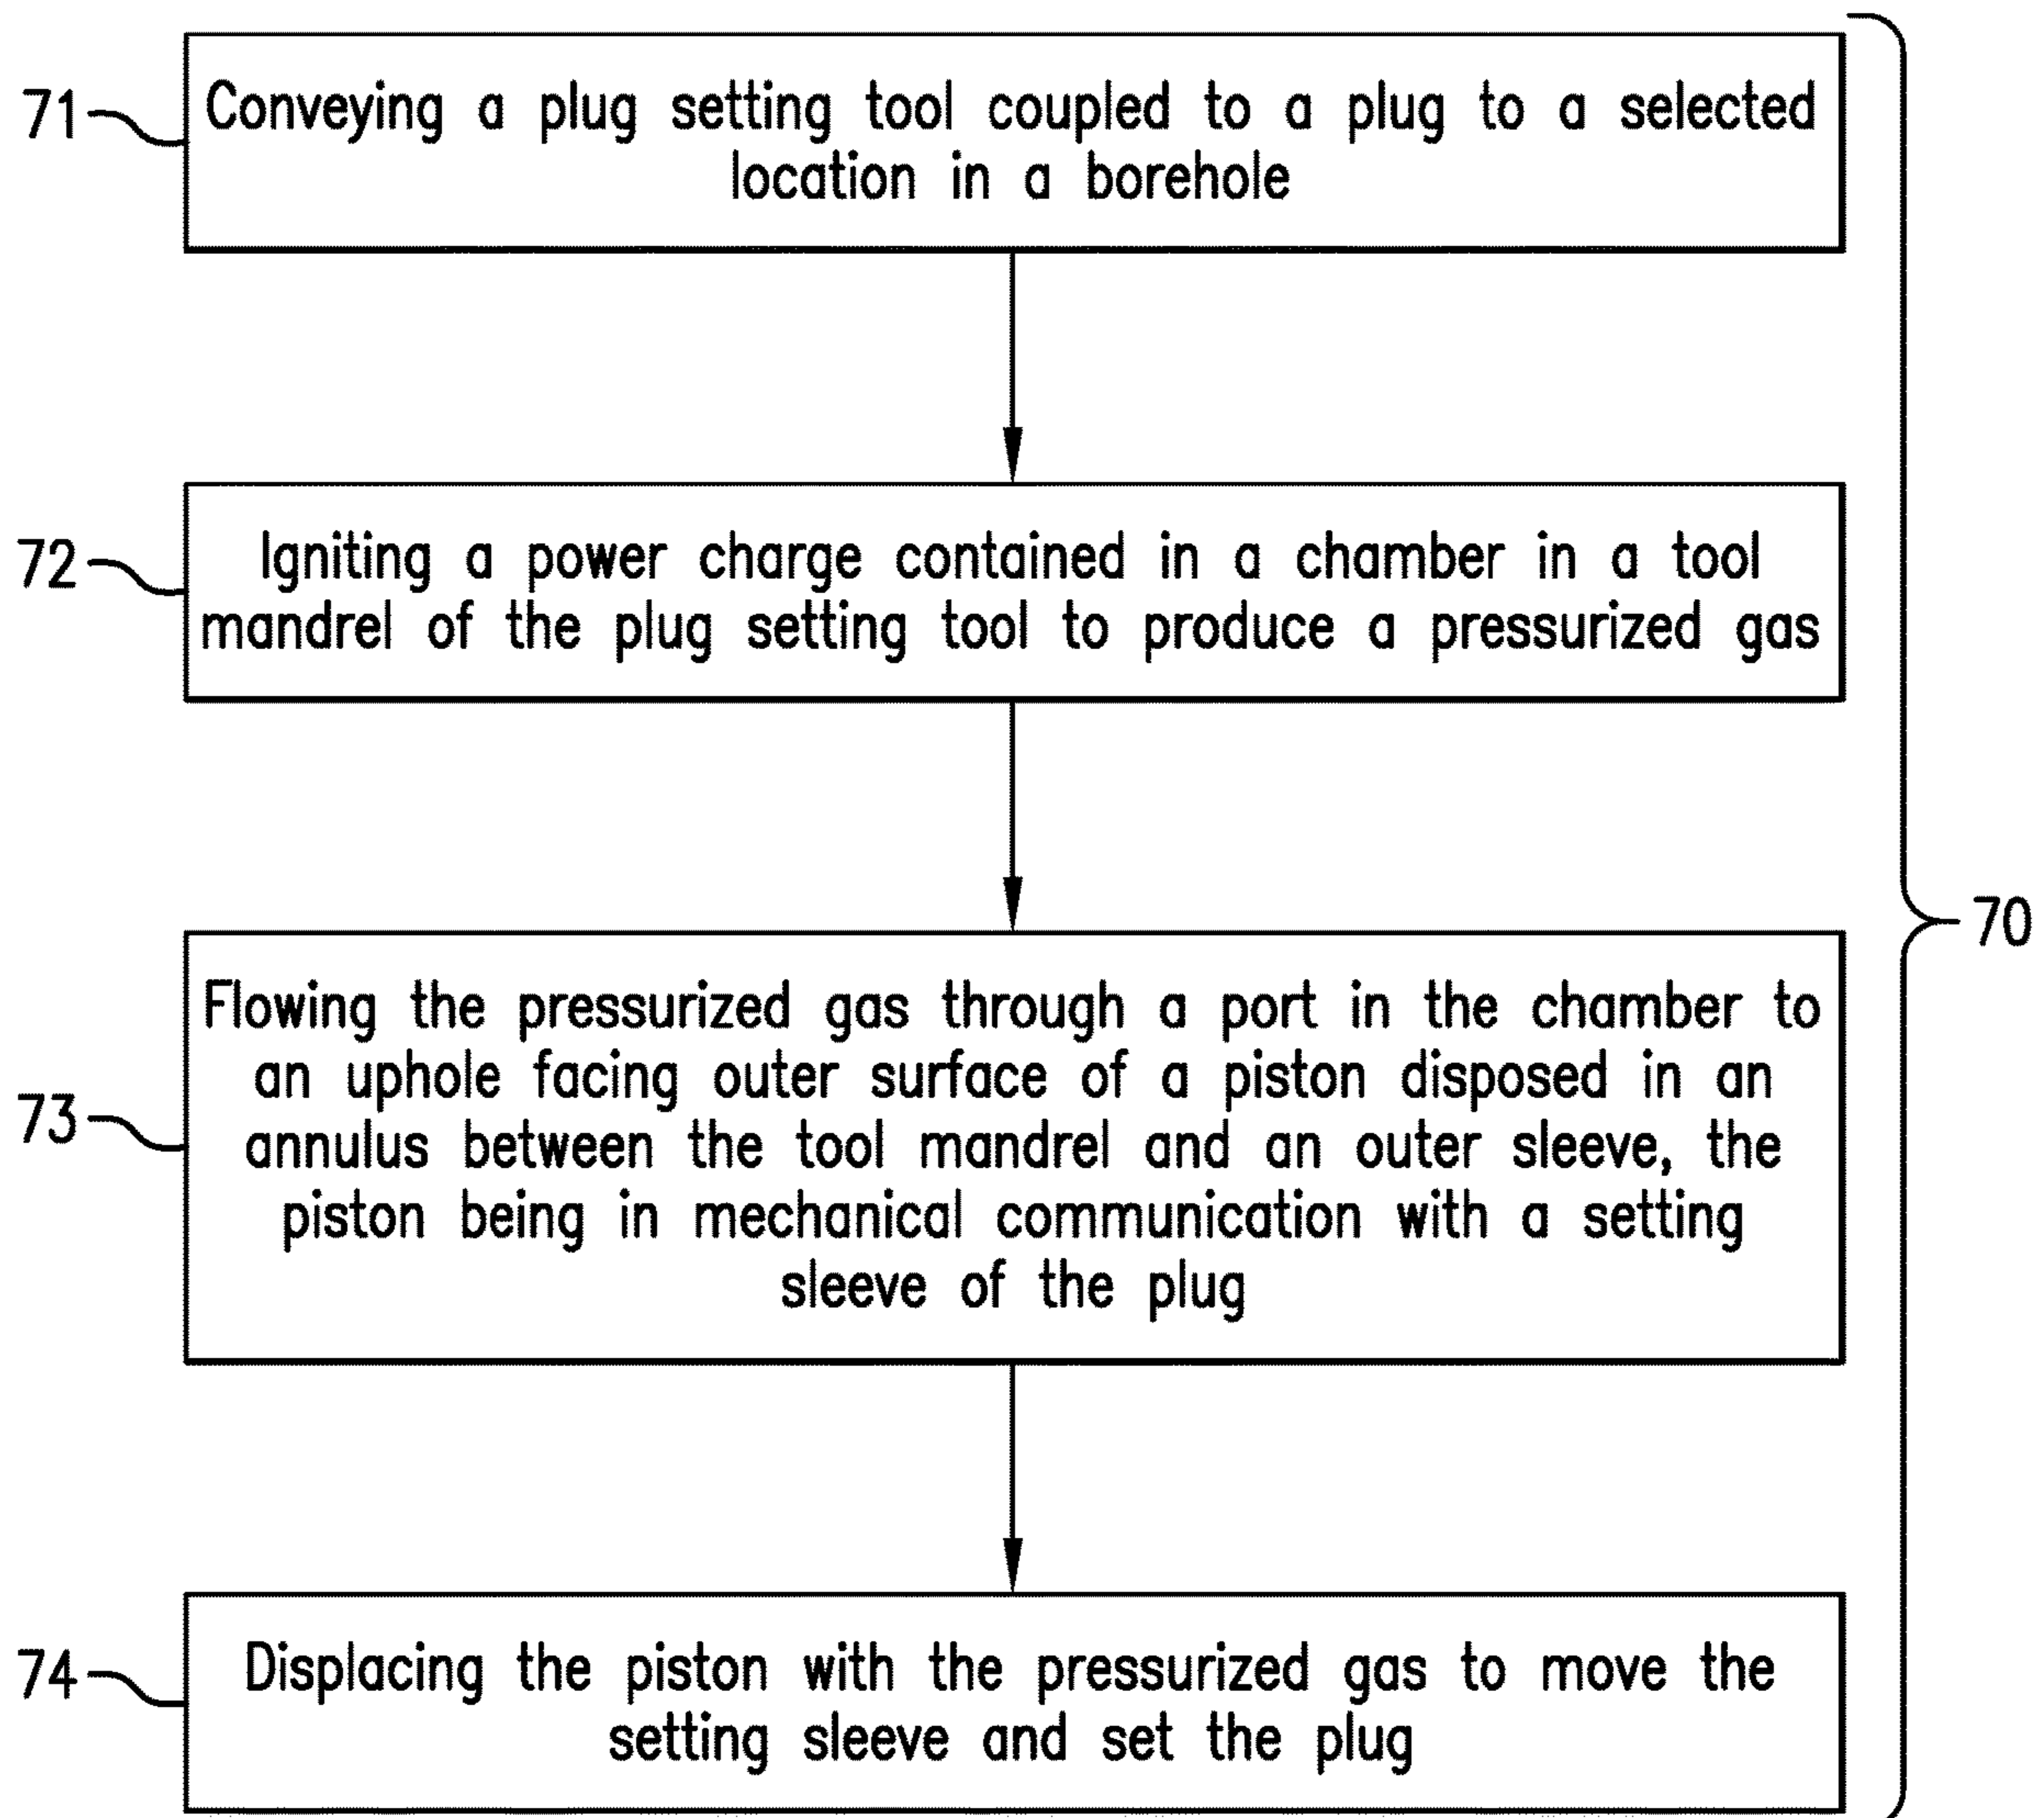 71
Conveying a plug setting tool coupled to a plug to a selected
location in a borehole
72
Igniting a power charge contained in a chamber in a tool
mandrel of the plug setting tool to produce a pressurized gas
73
Flowing the pressurized gas through a port in the chamber to
an uphole facing outer surface of a piston disposed in an
annulus between the tool mandrel and an outer sleeve, the
piston being in mechanical communication with a setting
sleeve of the plug
70
74
Displacing the piston with the pressurized gas to move the
setting sleeve and set the plug